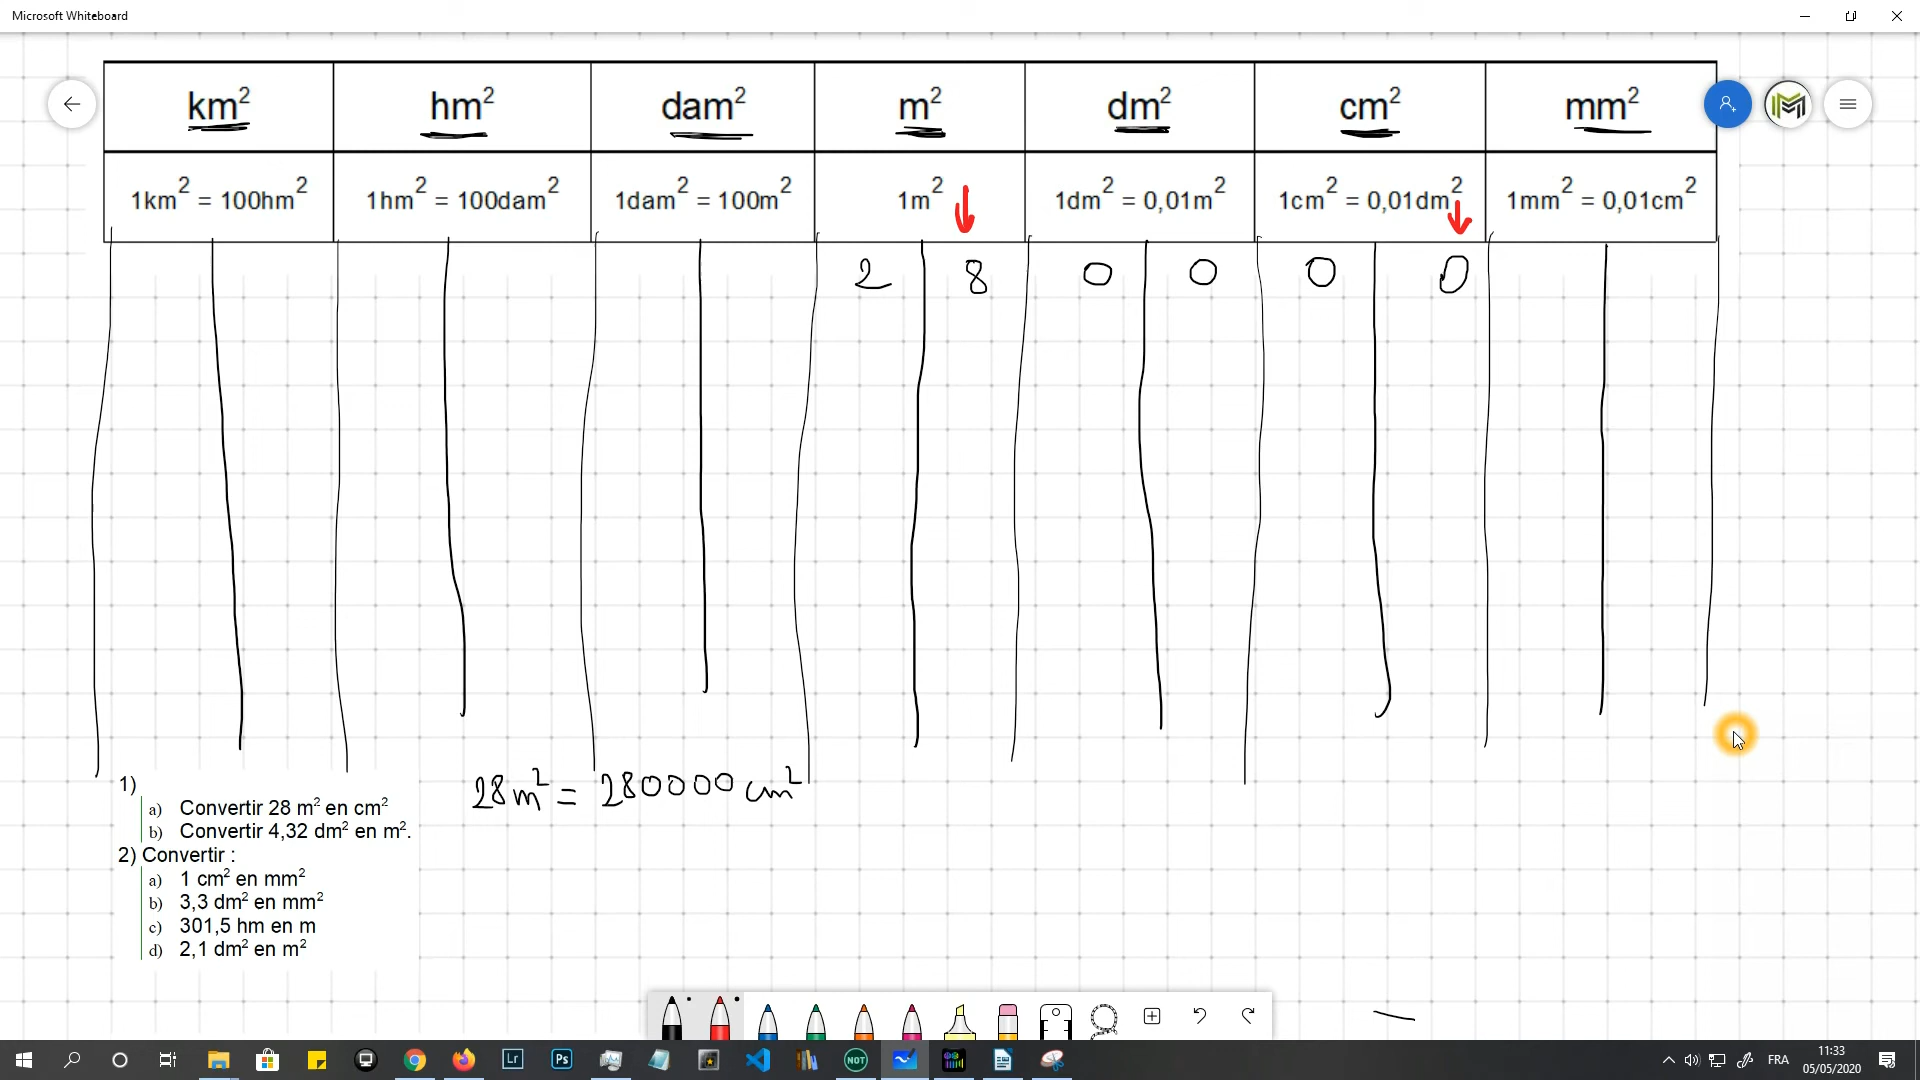 Microsoft Whiteboard
km² hm² dam² m² dm² cm² mm²
1km² = 100hm² 1hm² = 100dam² 1dam² = 100m² 1m² 1dm² = 0,01m² 1cm² = 0,01dm² 1mm² = 0,01cm²
2 8 0 0 0 0
1)
a) Convertir 28 m² en cm²
b) Convertir 4,32 dm² en m².
28 m² = 280000 cm²
2) Convertir :
a) 1 cm² en mm²
b) 3,3 dm² en mm²
c) 301,5 hm en m
d) 2,1 dm² en m²
Lr Ps NOT FRA 11:33
05/05/2020